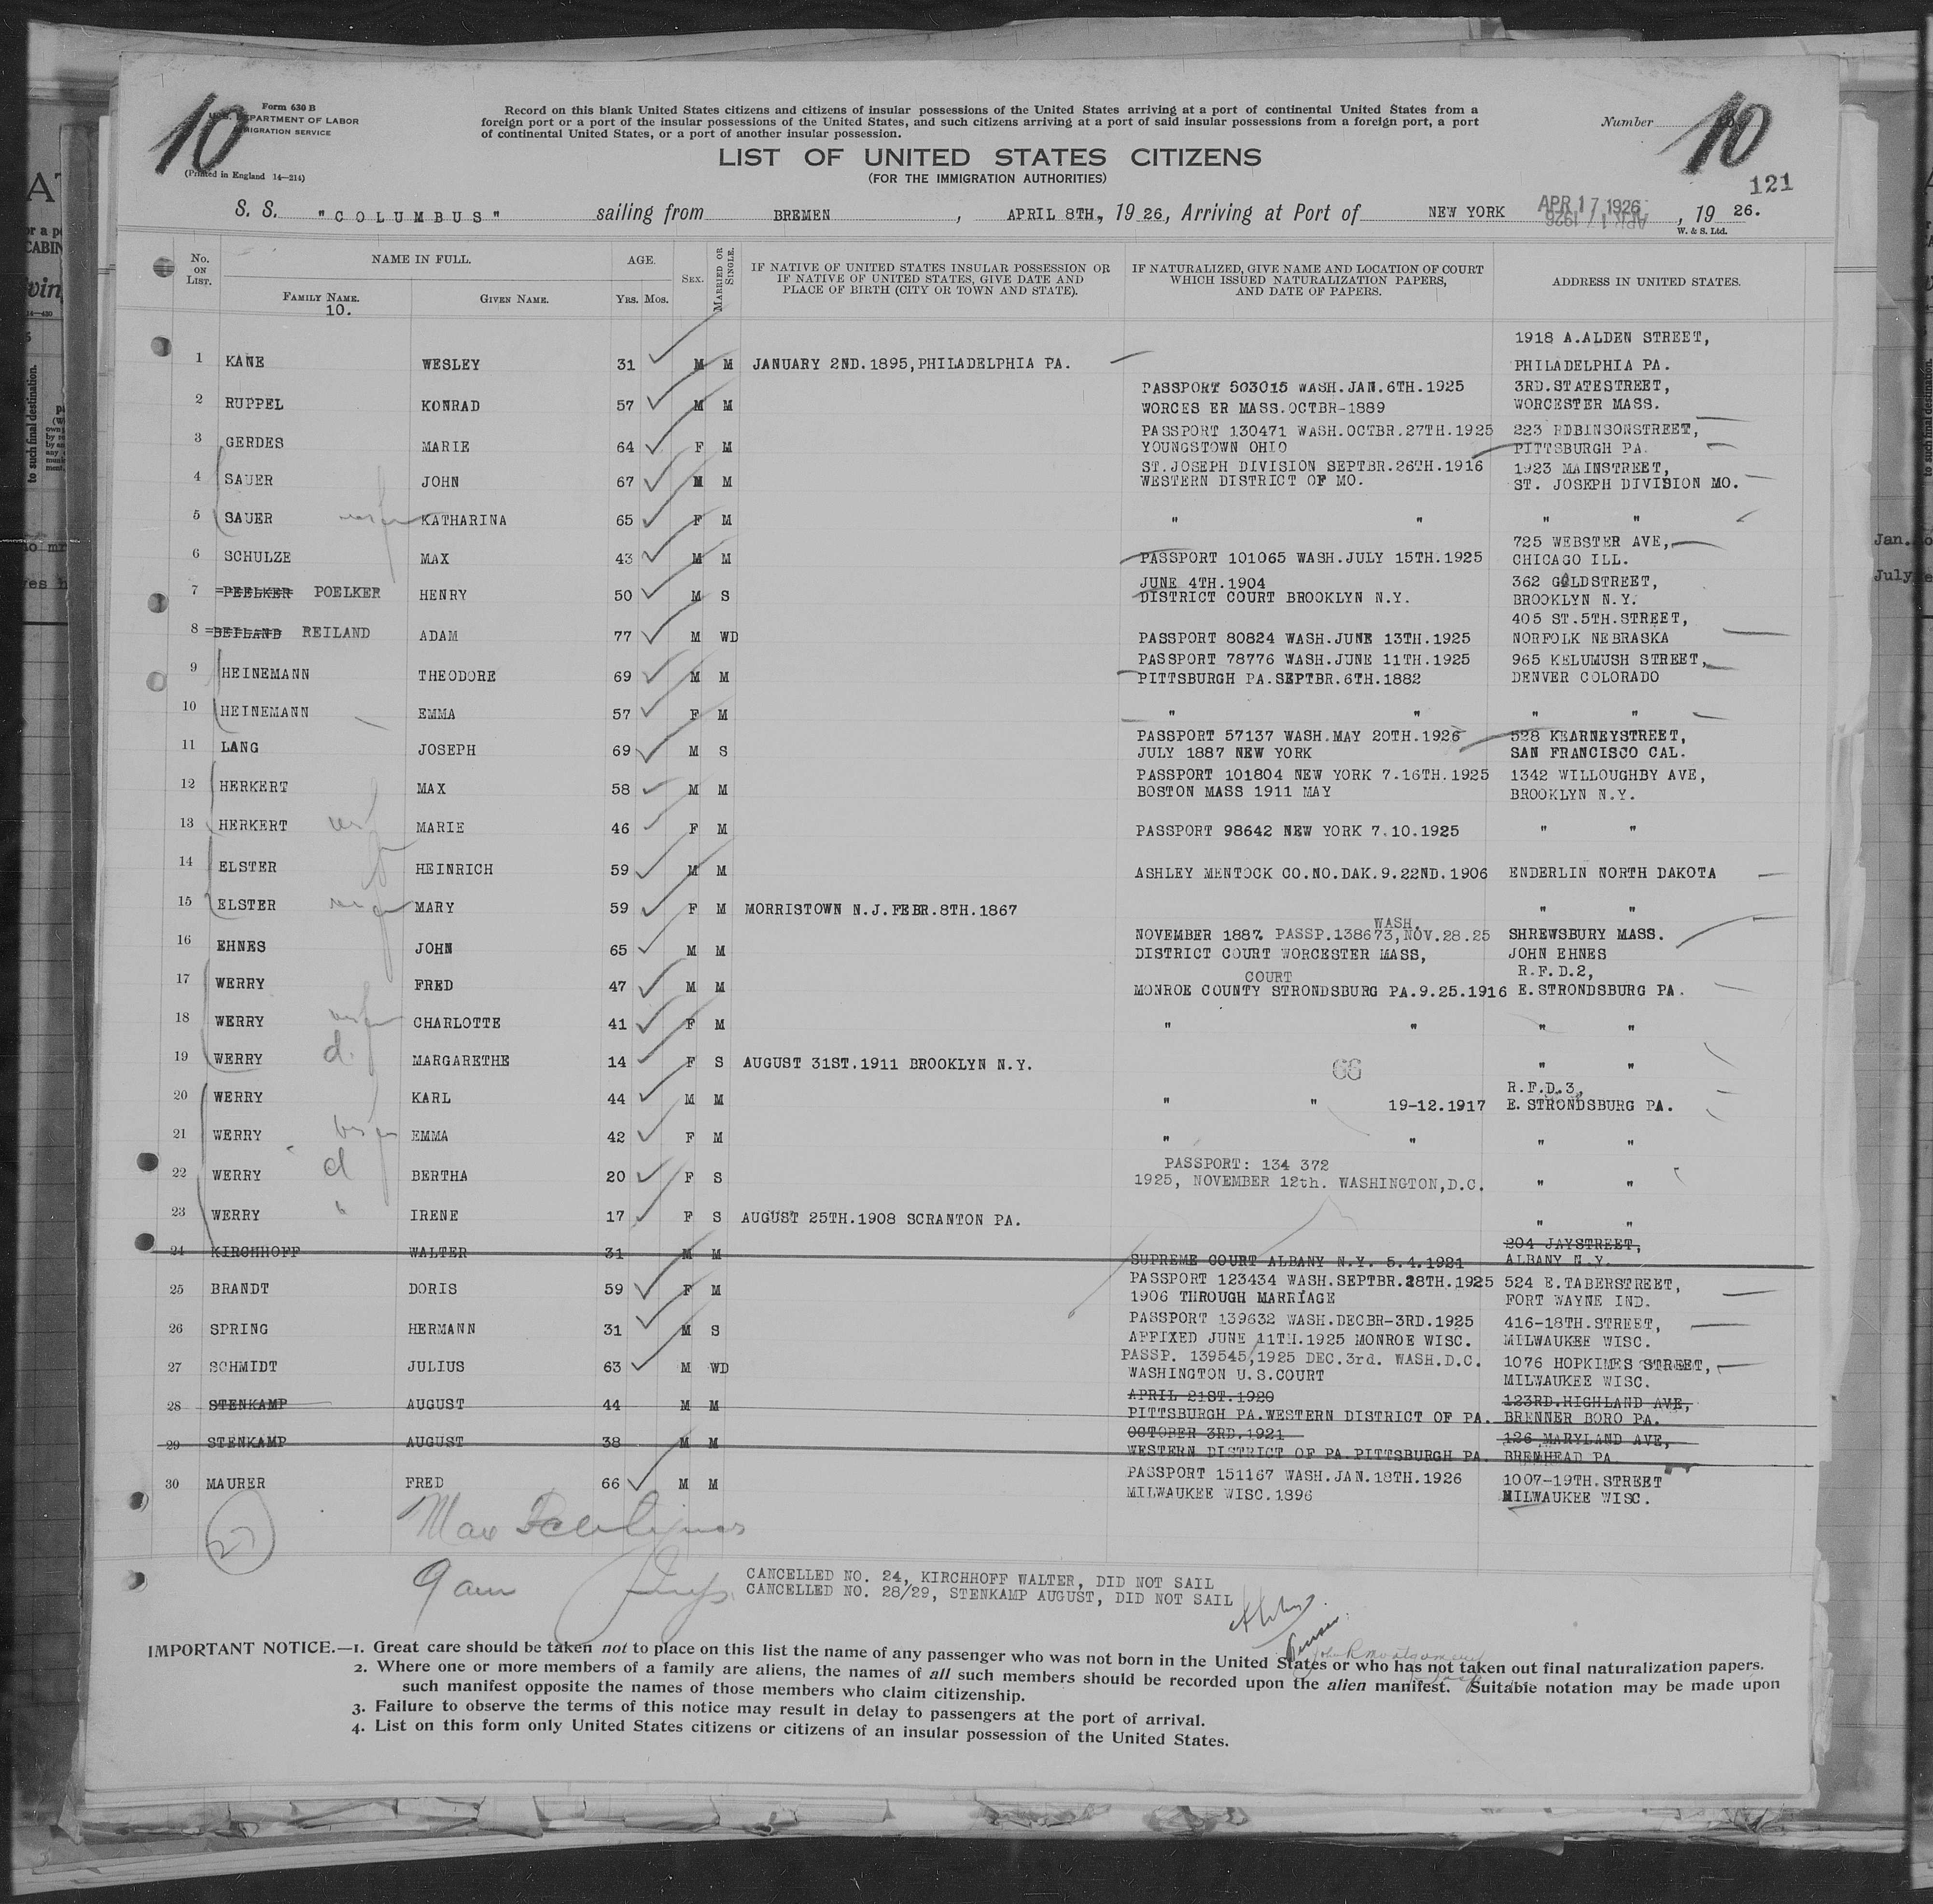 10
Form 630 B
U.S. DEPARTMENT OF LABOR
IMMIGRATION SERVICE
(Printed in England 14—214)
Record on this blank United States citizens and citizens of insular possessions of the United States arriving at a port of continental United States from a
foreign port or a port of the insular possessions of the United States, and such citizens arriving at a port of said insular possessions from a foreign port, a port
of continental United States, or a port of another insular possession.
Number 10
121
LIST OF UNITED STATES CITIZENS
(FOR THE IMMIGRATION AUTHORITIES)
S. S. "COLUMBUS" sailing from BREMEN, APRIL 8TH, 1926, Arriving at Port of NEW YORK APR 17 1926, 1926.
W. & S. Ltd.
No. ON LIST. NAME IN FULL. AGE. SEX. MARRIED OR SINGLE. IF NATIVE OF UNITED STATES INSULAR POSSESSION OR IF NATIVE OF UNITED STATES, GIVE DATE AND PLACE OF BIRTH (CITY OR TOWN AND STATE). IF NATURALIZED, GIVE NAME AND LOCATION OF COURT WHICH ISSUED NATURALIZATION PAPERS, AND DATE OF PAPERS. ADDRESS IN UNITED STATES.
FAMILY NAME. GIVEN NAME. Yrs. Mos.
10.
1918 A.ALDEN STREET,
1 KANE WESLEY 31 M M JANUARY 2ND.1895,PHILADELPHIA PA. PHILADELPHIA PA.
PASSPORT 503015 WASH.JAN.6TH.1925 3RD.STATESTREET,
2 RUPPEL KONRAD 57 M M WORCES ER MASS.OCTBR-1889 WORCESTER MASS.
PASSPORT 130471 WASH.OCTBR.27TH.1925 223 RDBINSONSTREET,
3 GERDES MARIE 64 F M YOUNGSTOWN OHIO PITTSBURGH PA.
ST.JOSEPH DIVISION SEPTBR.26TH.1916 1923 MAINSTREET,
4 SAUER JOHN 67 M M WESTERN DISTRICT OF MO. ST. JOSEPH DIVISION MO.
5 SAUER KATHARINA 65 F M " " " "
725 WEBSTER AVE,
6 SCHULZE MAX 43 M M PASSPORT 101065 WASH.JULY 15TH.1925 CHICAGO ILL.
JUNE 4TH.1904 362 GOLDSTREET,
7 PEELKER POELKER HENRY 50 M S DISTRICT COURT BROOKLYN N.Y. BROOKLYN N.Y.
405 ST.5TH.STREET,
8 BEILAND REILAND ADAM 77 M WD PASSPORT 80824 WASH.JUNE 13TH.1925 NORFOLK NEBRASKA
PASSPORT 78776 WASH.JUNE 11TH.1925 965 KELUMUSH STREET,
9 HEINEMANN THEODORE 69 M M PITTSBURGH PA.SEPTBR.6TH.1882 DENVER COLORADO
10 HEINEMANN EMMA 57 F M " " " "
PASSPORT 57137 WASH.MAY 20TH.1926 528 KEARNEYSTREET,
11 LANG JOSEPH 69 M S JULY 1887 NEW YORK SAN FRANCISCO CAL.
PASSPORT 101804 NEW YORK 7.16TH.1925 1342 WILLOUGHBY AVE,
12 HERKERT MAX 58 M M BOSTON MASS 1911 MAY BROOKLYN N.Y.
13 HERKERT MARIE 46 F M PASSPORT 98642 NEW YORK 7.10.1925 " "
14 ELSTER HEINRICH 59 M M ASHLEY MENTOCK CO.NO.DAK.9.22ND.1906 ENDERLIN NORTH DAKOTA
15 ELSTER MARY 59 F M MORRISTOWN N.J.FEBR.8TH.1867 " "
WASH.
NOVEMBER 1887. PASSP.138673,NOV.28.25 SHREWSBURY MASS.
16 EHNES JOHN 65 M M DISTRICT COURT WORCESTER MASS, JOHN EHNES
COURT R.F.D.2,
17 WERRY FRED 47 M M MONROE COUNTY STRONDSBURG PA.9.25.1916 E.STRONDSBURG PA.
18 WERRY CHARLOTTE 41 F M " " " "
19 WERRY d. MARGARETHE 14 F S AUGUST 31ST.1911 BROOKLYN N.Y. 66 " "
R.F.D.3,
20 WERRY KARL 44 M M " " 19-12.1917 E.STRONDSBURG PA.
21 WERRY EMMA 42 F M " " " "
PASSPORT: 134 372
22 WERRY d BERTHA 20 F S 1925, NOVEMBER 12th. WASHINGTON,D.C. " "
23 WERRY " IRENE 17 F S AUGUST 25TH.1908 SCRANTON PA. " "
204 JAYSTREET,
24 KIRCHHOFF WALTER 31 M M SUPREME COURT ALBANY N.Y. 5.4.1921 ALBANY N.Y.
PASSPORT 123434 WASH.SEPTBR.28TH.1925 524 E.TABERSTREET,
25 BRANDT DORIS 59 F M 1906 THROUGH MARRIAGE FORT WAYNE IND.
PASSPORT 139632 WASH.DECBR-3RD.1925 416-18TH.STREET,
26 SPRING HERMANN 31 M S AFFIXED JUNE 11TH.1925 MONROE WISC. MILWAUKEE WISC.
PASSP. 139545,1925 DEC.3rd. WASH.D.C. 1076 HOPKIMES STREET,
27 SCHMIDT JULIUS 63 M WD WASHINGTON U.S.COURT MILWAUKEE WISC.
APRIL 21ST.1920 123RD.HIGHLAND AVE,
28 STENKAMP AUGUST 44 M M PITTSBURGH PA.WESTERN DISTRICT OF PA. BRENNER BORO PA.
OCTOBER 3RD.1921 126 MARYLAND AVE,
29 STENKAMP AUGUST 38 M M WESTERN DISTRICT OF PA.PITTSBURGH PA. BREMHEAD PA.
PASSPORT 151167 WASH.JAN.18TH.1926 1007-19TH.STREET
30 MAURER FRED 66 M M MILWAUKEE WISC.1896 MILWAUKEE WISC.
27
Max
9 am
CANCELLED NO. 24, KIRCHHOFF WALTER, DID NOT SAIL
CANCELLED NO. 28/29, STENKAMP AUGUST, DID NOT SAIL
IMPORTANT NOTICE.—1. Great care should be taken not to place on this list the name of any passenger who was not born in the United States or who has not taken out final naturalization papers.
2. Where one or more members of a family are aliens, the names of all such members should be recorded upon the alien manifest. Suitable notation may be made upon
such manifest opposite the names of those members who claim citizenship.
3. Failure to observe the terms of this notice may result in delay to passengers at the port of arrival.
4. List on this form only United States citizens or citizens of an insular possession of the United States.